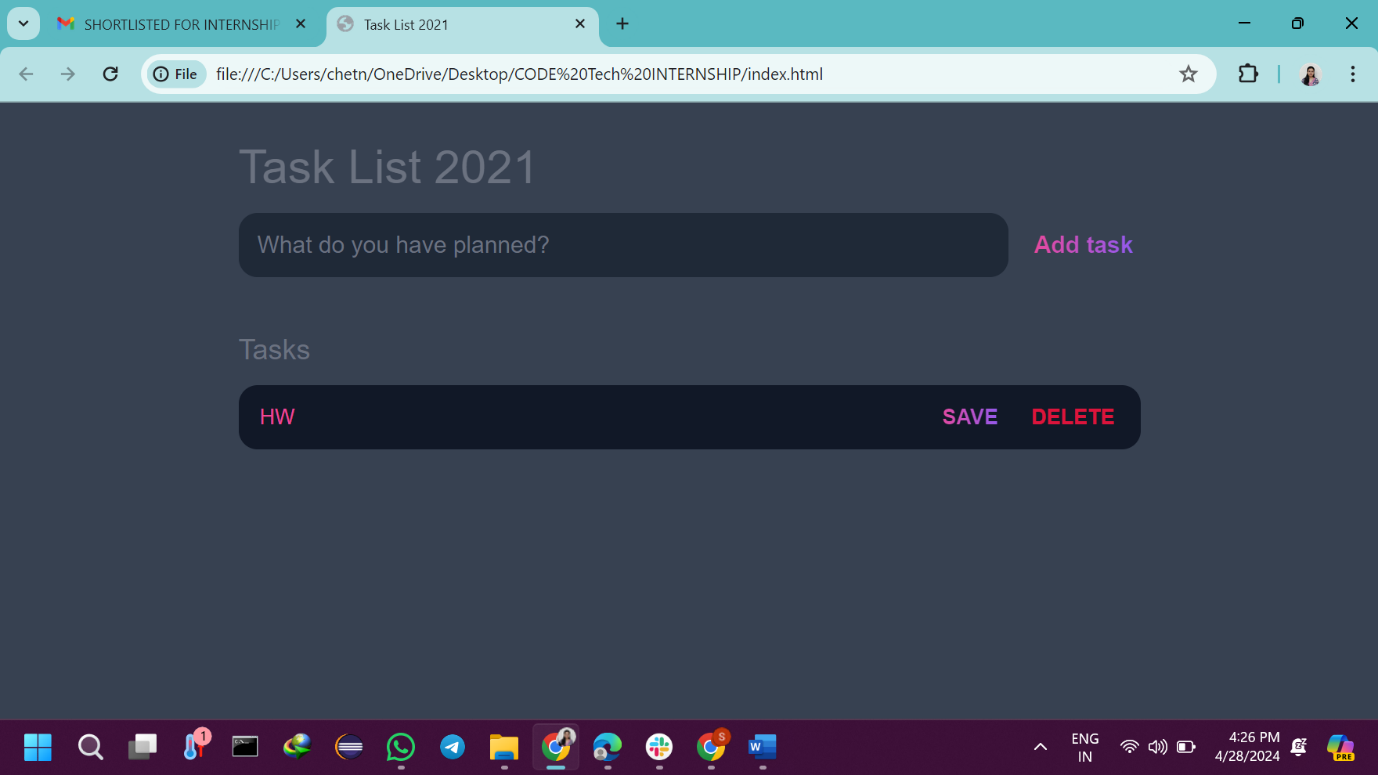 SHORTLISTED FOR INTERNSHIP
Task List 2021
File
file:///C:/Users/chetn/OneDrive/Desktop/CODE%20Tech%20INTERNSHIP/index.html
Task List 2021
What do you have planned?
Add task
Tasks
HW
SAVE
DELETE
1
S
W
ENG
IN
4:26 PM
4/28/2024
PRE